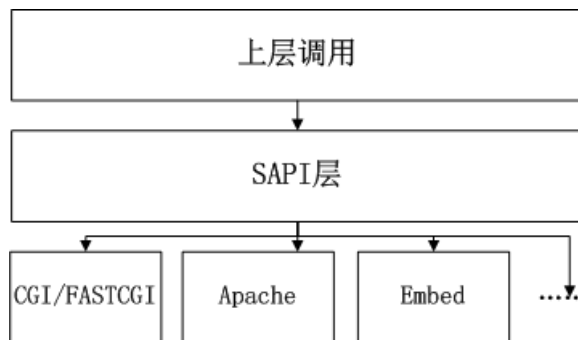 上层调用
SAPI层
CGI/FASTCGI
Apache
Embed
......